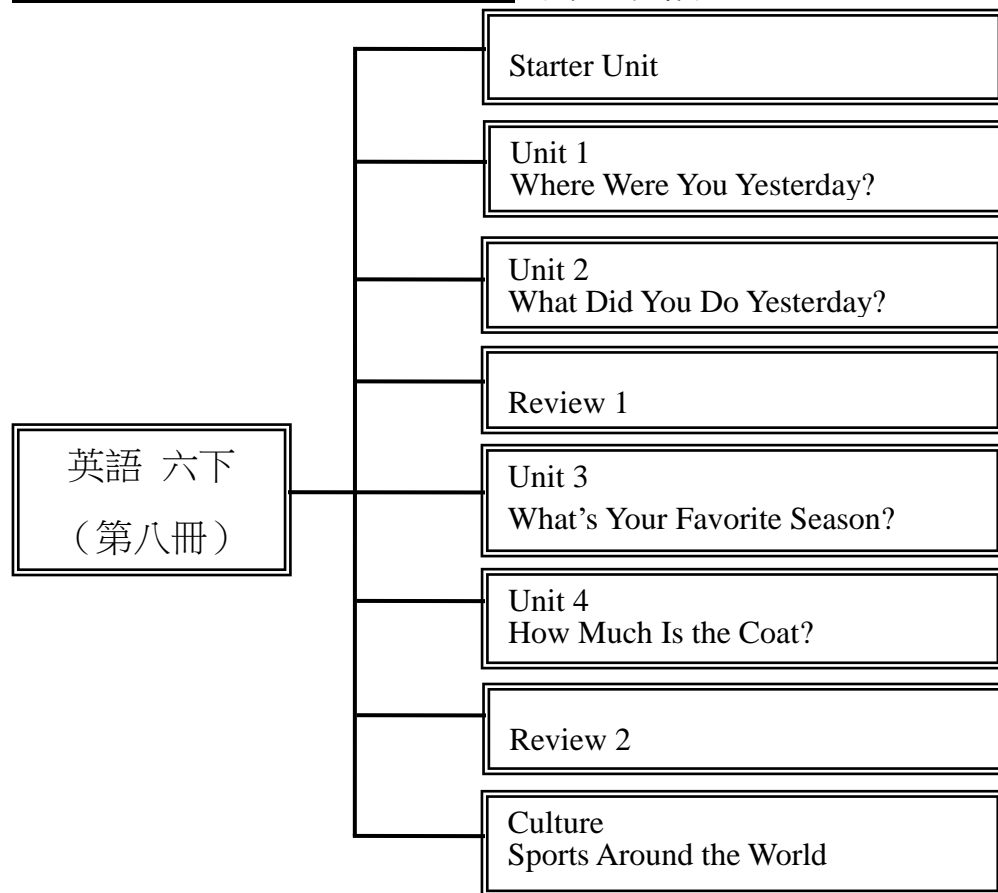 Starter Unit
Unit 1
Where Were You Yesterday?
Unit 2
What Did You Do Yesterday?
Review 1
英語 六下
（第八冊）
Unit 3
What's Your Favorite Season?
Unit 4
How Much Is the Coat?
Review 2
Culture
Sports Around the World